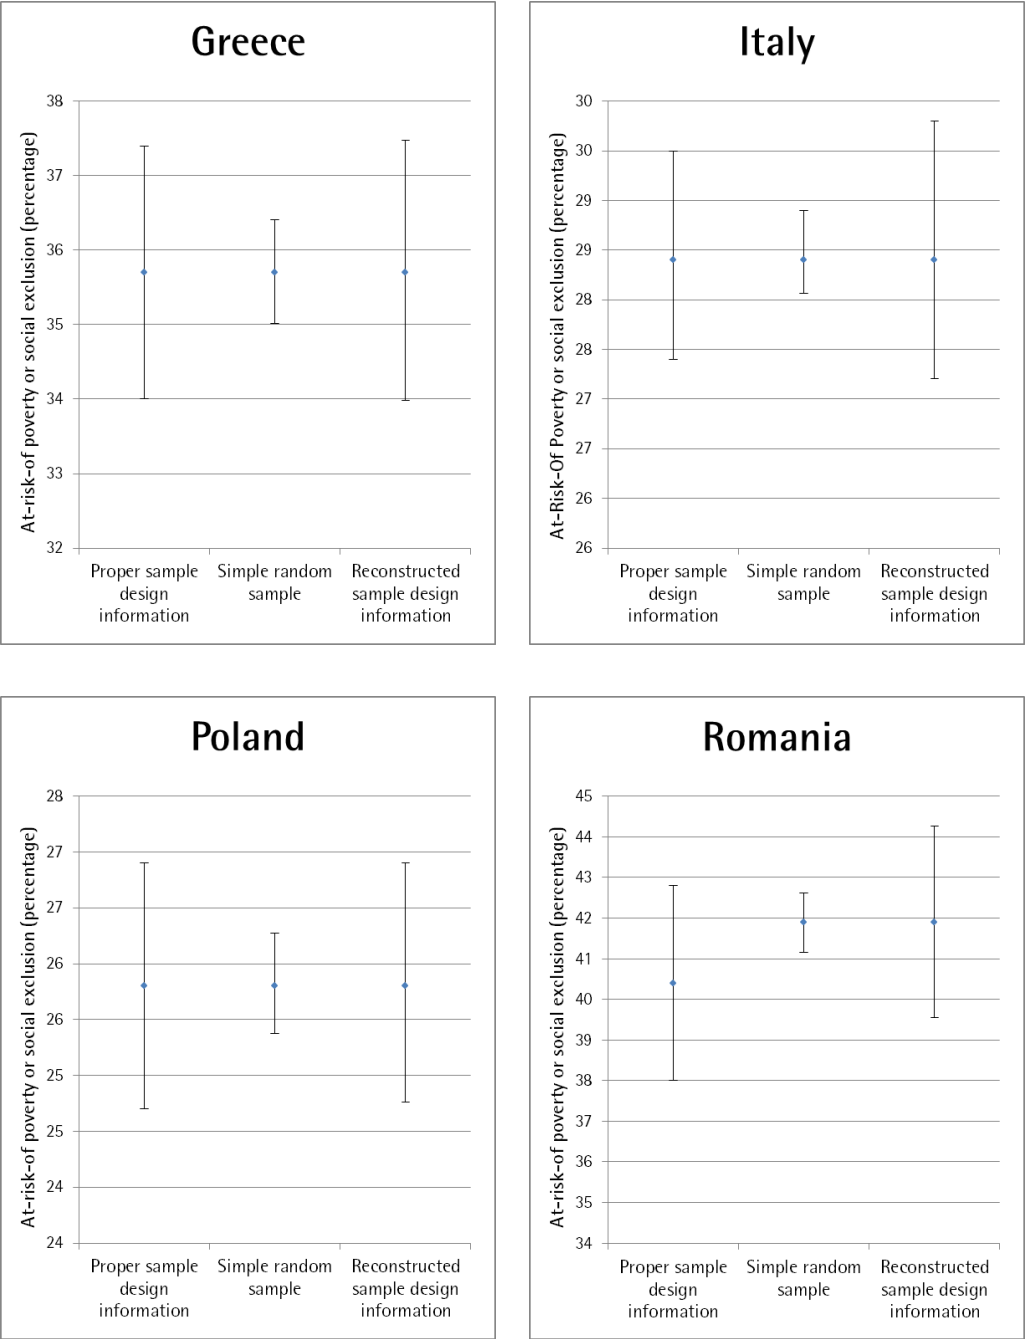 Greece
At-risk-of poverty or social exclusion (percentage)
38
37
36
35
34
33
32
Proper sample
design
information
Simple random
sample
Reconstructed
sample design
information
Italy
At-Risk-Of Poverty or social exclusion (percentage)
30
30
29
29
28
28
27
27
26
26
Proper sample
design
information
Simple random
sample
Reconstructed
sample design
information
Poland
At-risk-of poverty or social exclusion (percentage)
28
27
27
26
26
25
25
24
24
Proper sample
design
information
Simple random
sample
Reconstructed
sample design
information
Romania
At-risk-of poverty or social exclusion (percentage)
45
44
43
42
41
40
39
38
37
36
35
34
Proper sample
design
information
Simple random
sample
Reconstructed
sample design
information